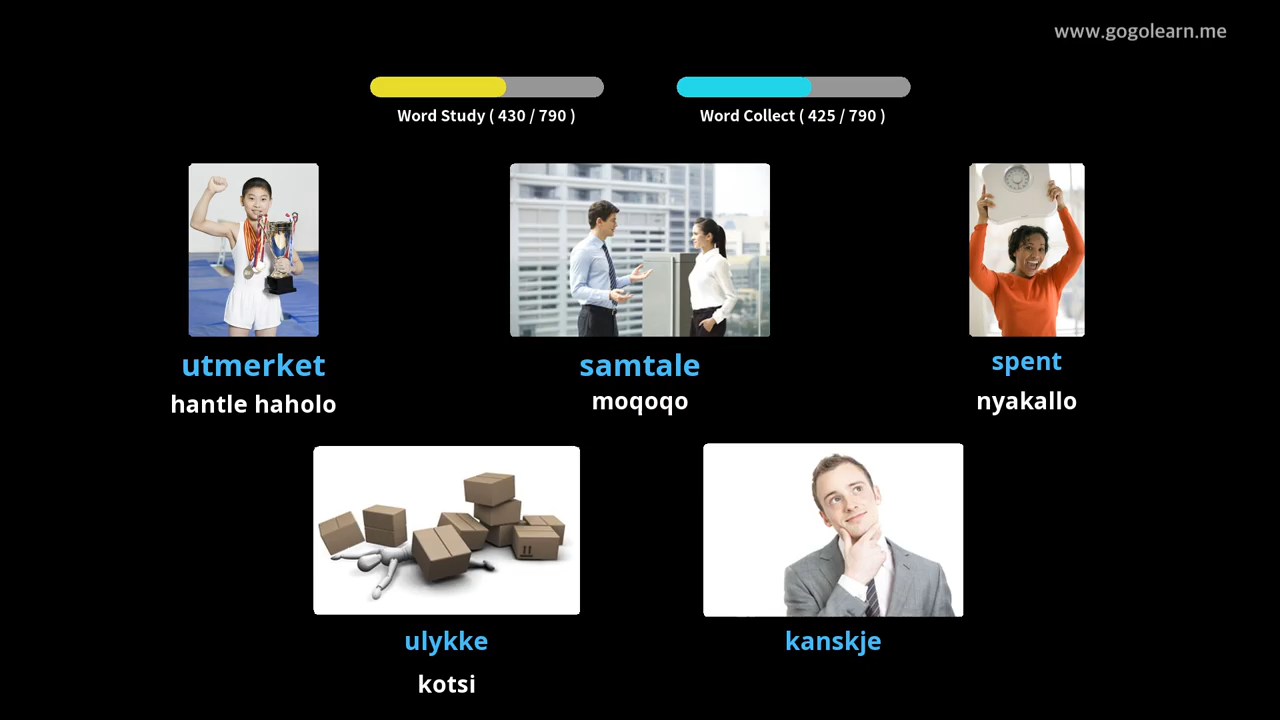 www.gogolearn.me
Word Study ( 430 / 790 )
Word Collect ( 425 / 790 )
utmerket
hantle haholo
samtale
moqoqo
spent
nyakallo
ulykke
kotsi
kanskje